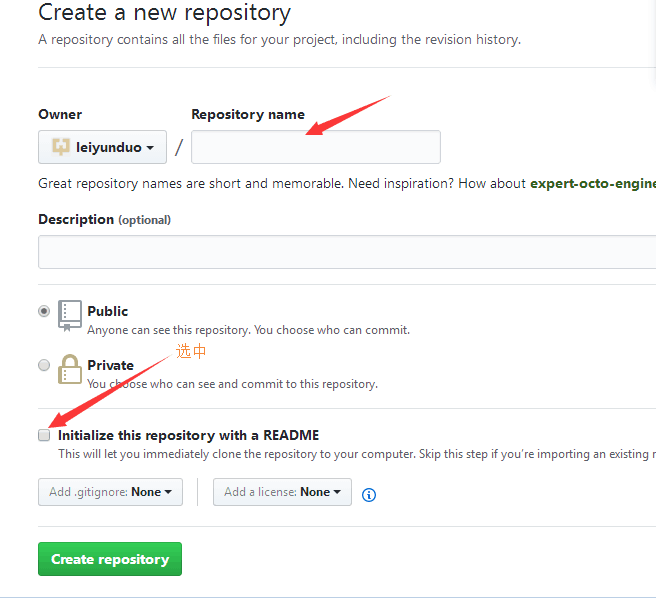 Create a new repository
A repository contains all the files for your project, including the revision history.
Owner Repository name
leiyunduo /
Great repository names are short and memorable. Need inspiration? How about expert-octo-engine
Description (optional)
Public
Anyone can see this repository. You choose who can commit.
选中
Private
You choose who can see and commit to this repository.
Initialize this repository with a README
This will let you immediately clone the repository to your computer. Skip this step if you're importing an existing
Add .gitignore: None Add a license: None
Create repository